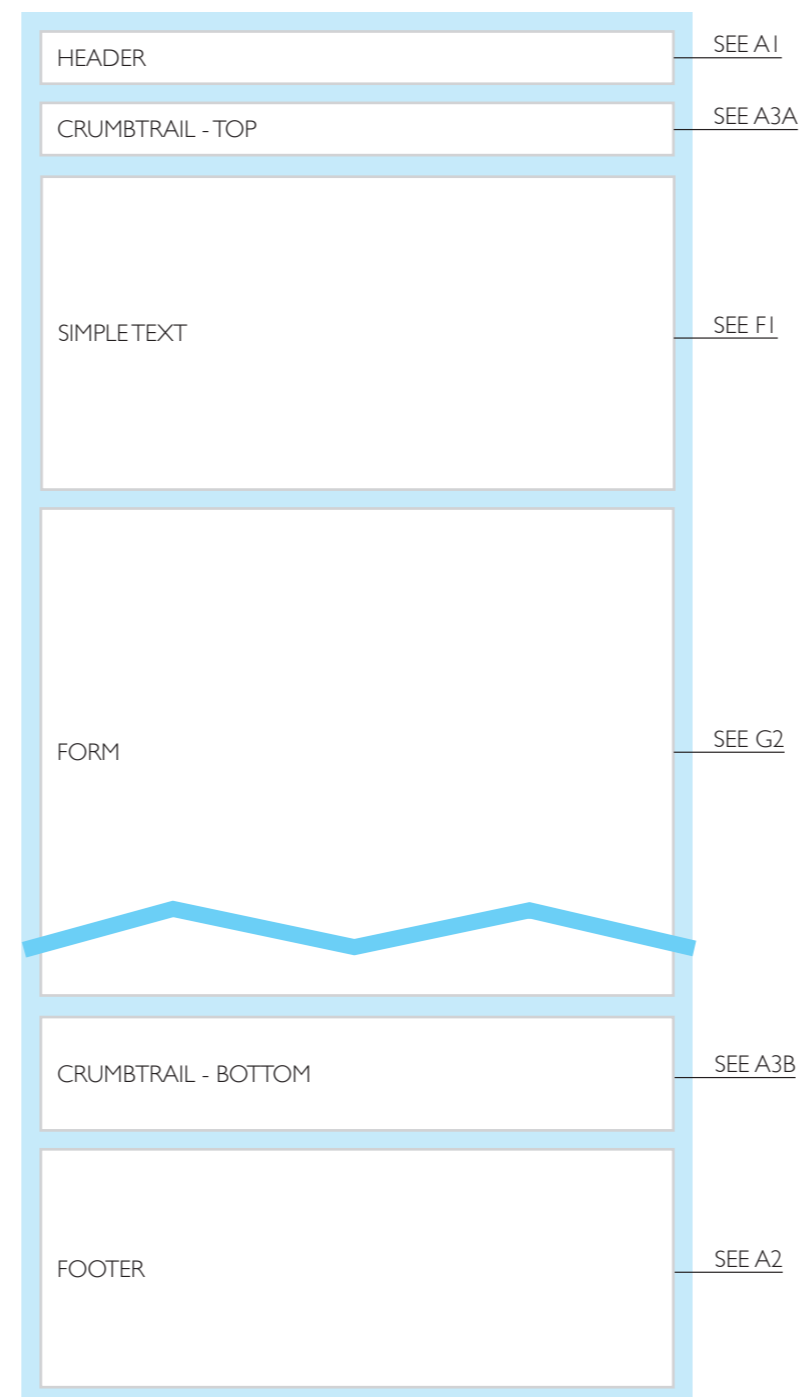 HEADER
SEE A1
CRUMBTRAIL - TOP
SEE A3A
SIMPLE TEXT
SEE F1
FORM
SEE G2
CRUMBTRAIL - BOTTOM
SEE A3B
FOOTER
SEE A2